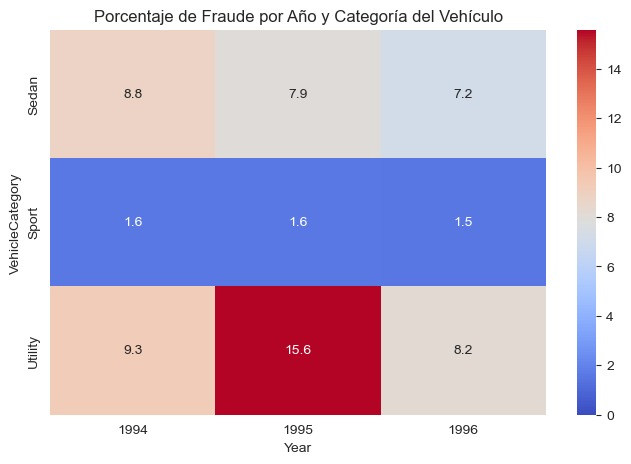 Porcentaje de Fraude por Año y Categoría del Vehículo
VehicleCategory
Sedan
8.8 7.9 7.2
Sport
1.6 1.6 1.5
Utility
9.3 15.6 8.2
1994 1995 1996
Year
14
12
10
8
6
4
2
0